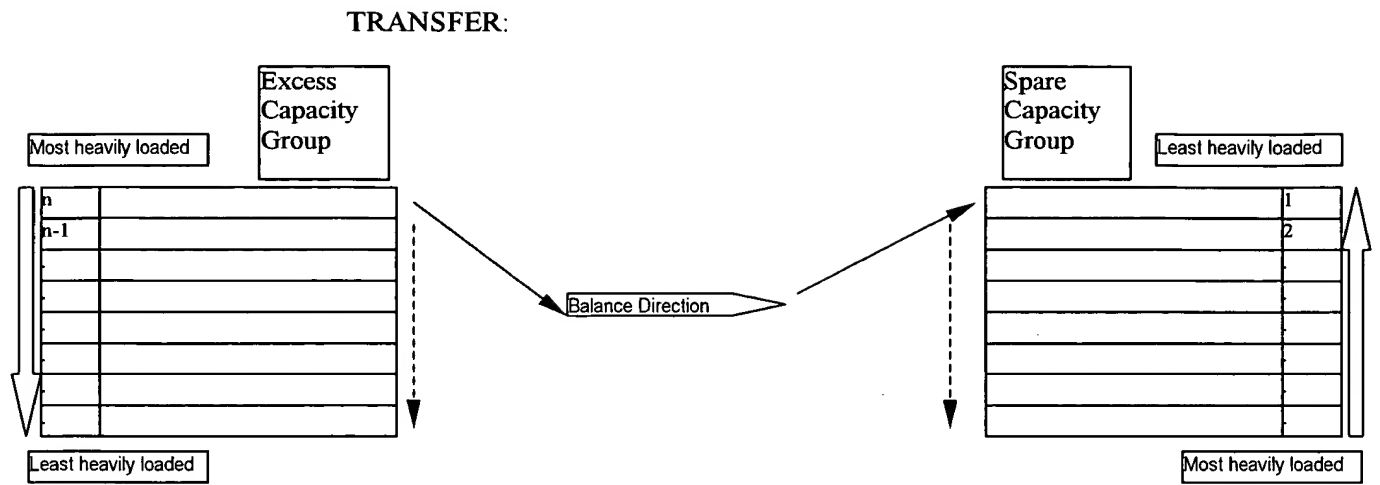 TRANSFER:
Excess
Capacity
Group
Spare
Capacity
Group
Most heavily loaded
Least heavily loaded
n
n-1
1
2
Balance Direction
Least heavily loaded
Most heavily loaded